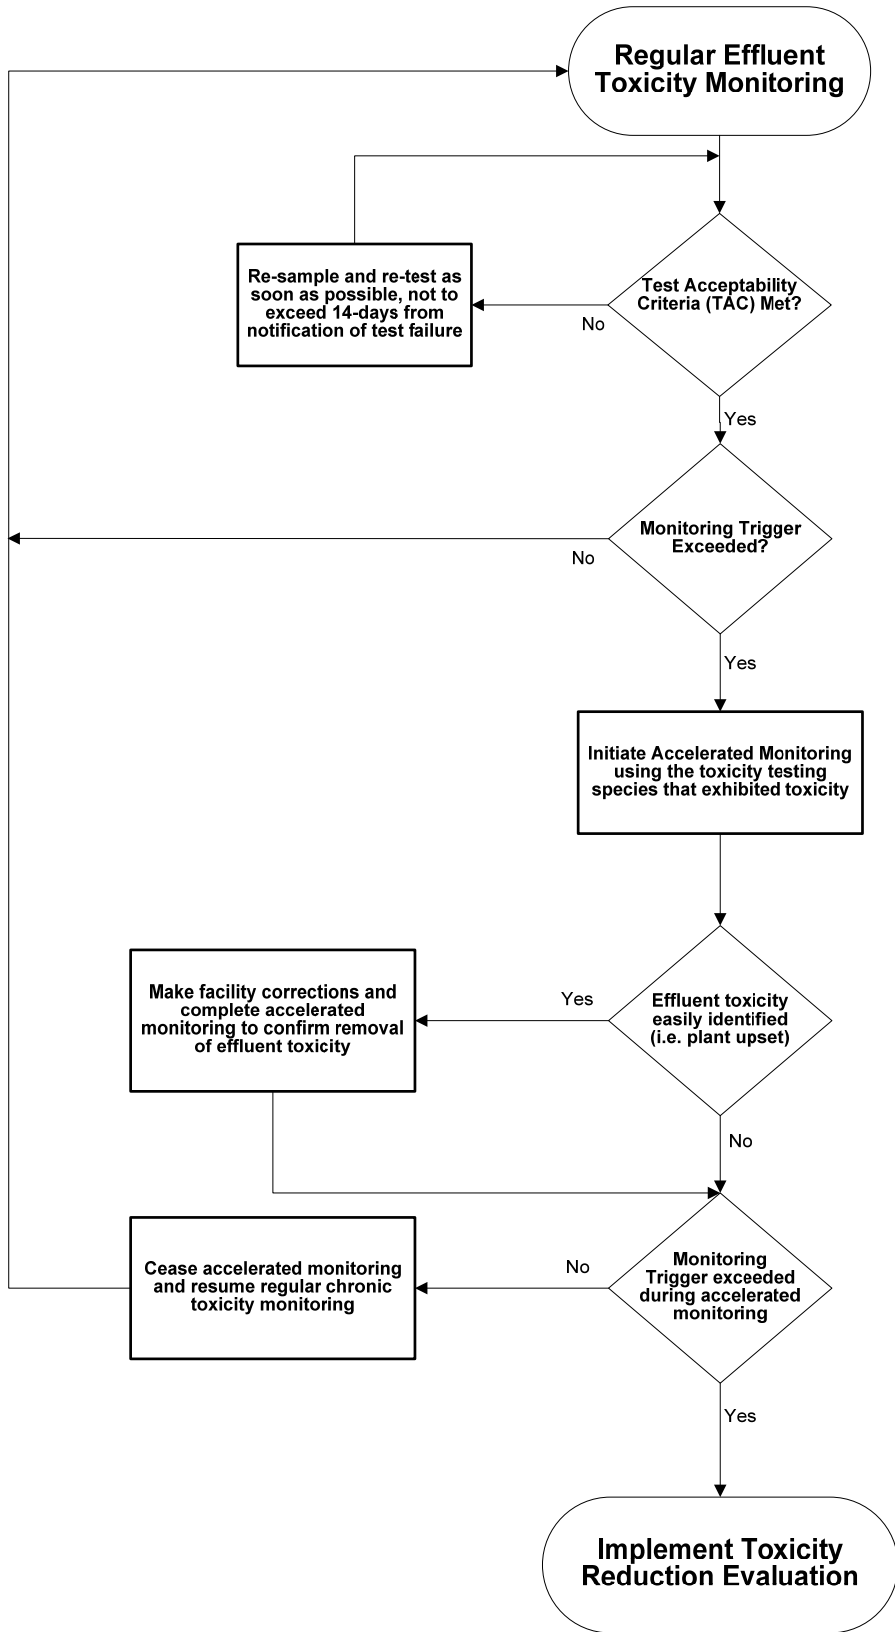 Regular Effluent
Toxicity Monitoring
Re-sample and re-test as
soon as possible, not to
exceed 14-days from
notification of test failure
Test Acceptability
Criteria (TAC) Met?
No
Yes
Monitoring Trigger
Exceeded?
No
Yes
Initiate Accelerated Monitoring
using the toxicity testing
species that exhibited toxicity
Make facility corrections and
complete accelerated
monitoring to confirm removal
of effluent toxicity
Yes
Effluent toxicity
easily identified
(i.e. plant upset)
No
Cease accelerated monitoring
and resume regular chronic
toxicity monitoring
No
Monitoring
Trigger exceeded
during accelerated
monitoring
Yes
Implement Toxicity
Reduction Evaluation